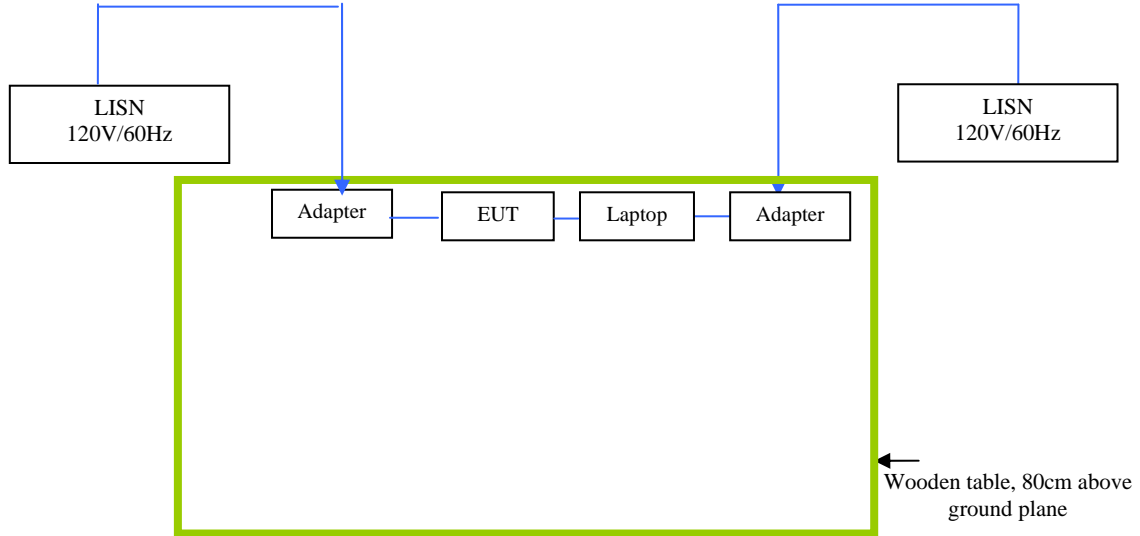 LISN
120V/60Hz
LISN
120V/60Hz
Adapter
EUT
Laptop
Adapter
Wooden table, 80cm above
ground plane